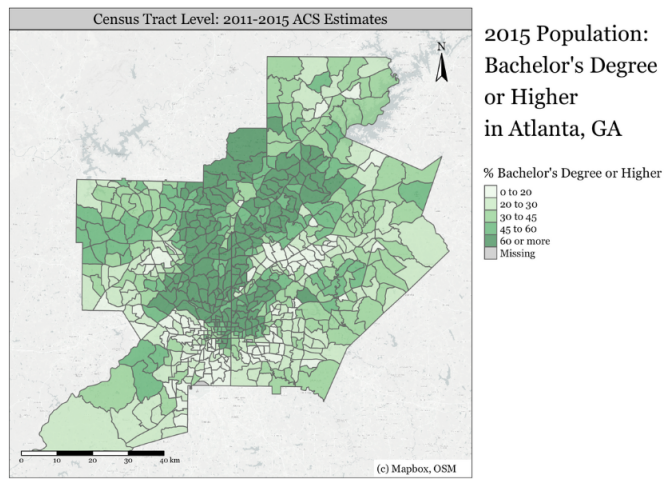 Census Tract Level: 2011-2015 ACS Estimates
N
2015 Population:
Bachelor's Degree
or Higher
in Atlanta, GA
% Bachelor's Degree or Higher
0 to 20
20 to 30
30 to 45
45 to 60
60 or more
Missing
0 10 20 30 40 km
(c) Mapbox, OSM